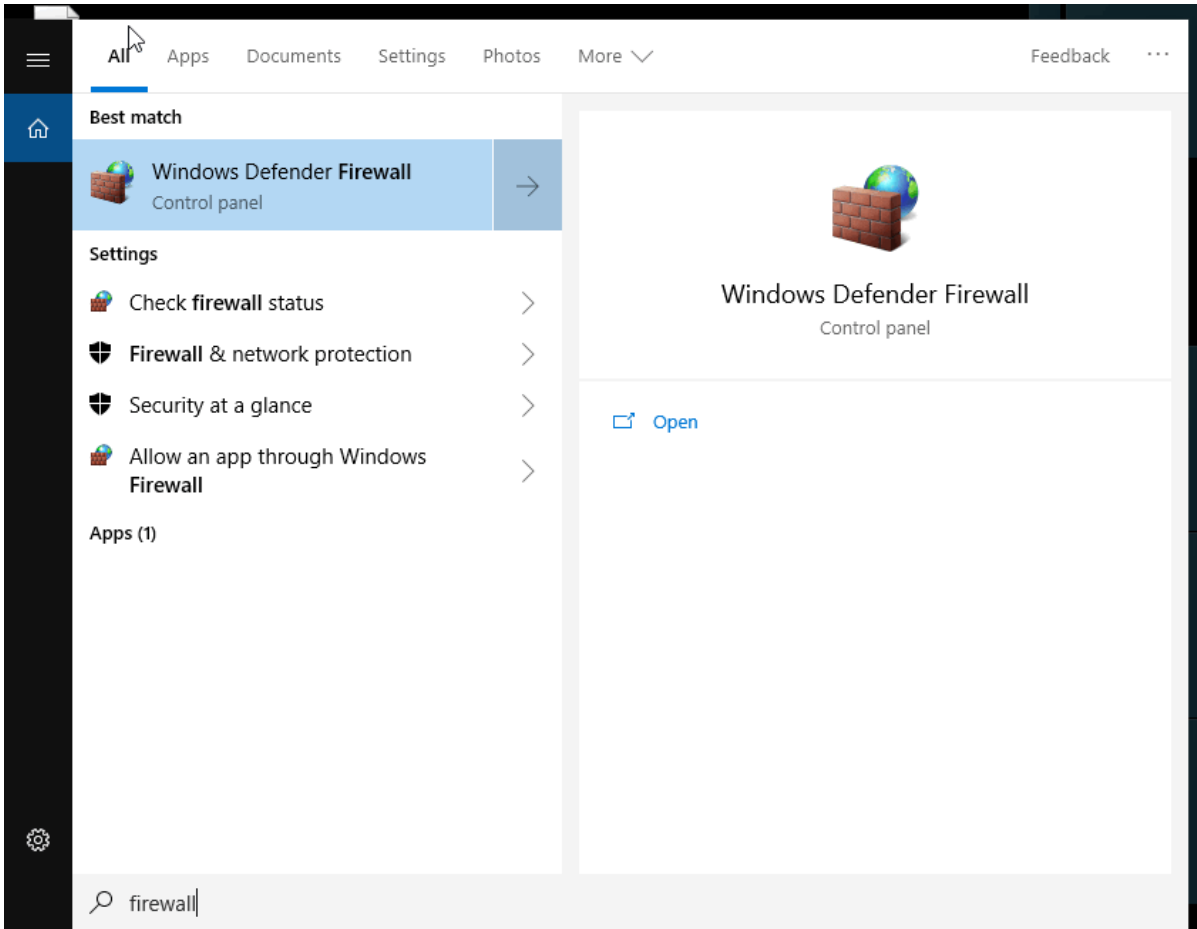 All Apps Documents Settings Photos More Feedback ...
Best match
Windows Defender Firewall
Control panel
Settings
Check firewall status
Firewall & network protection
Security at a glance
Allow an app through Windows
Firewall
Apps (1)
Windows Defender Firewall
Control panel
Open
firewall